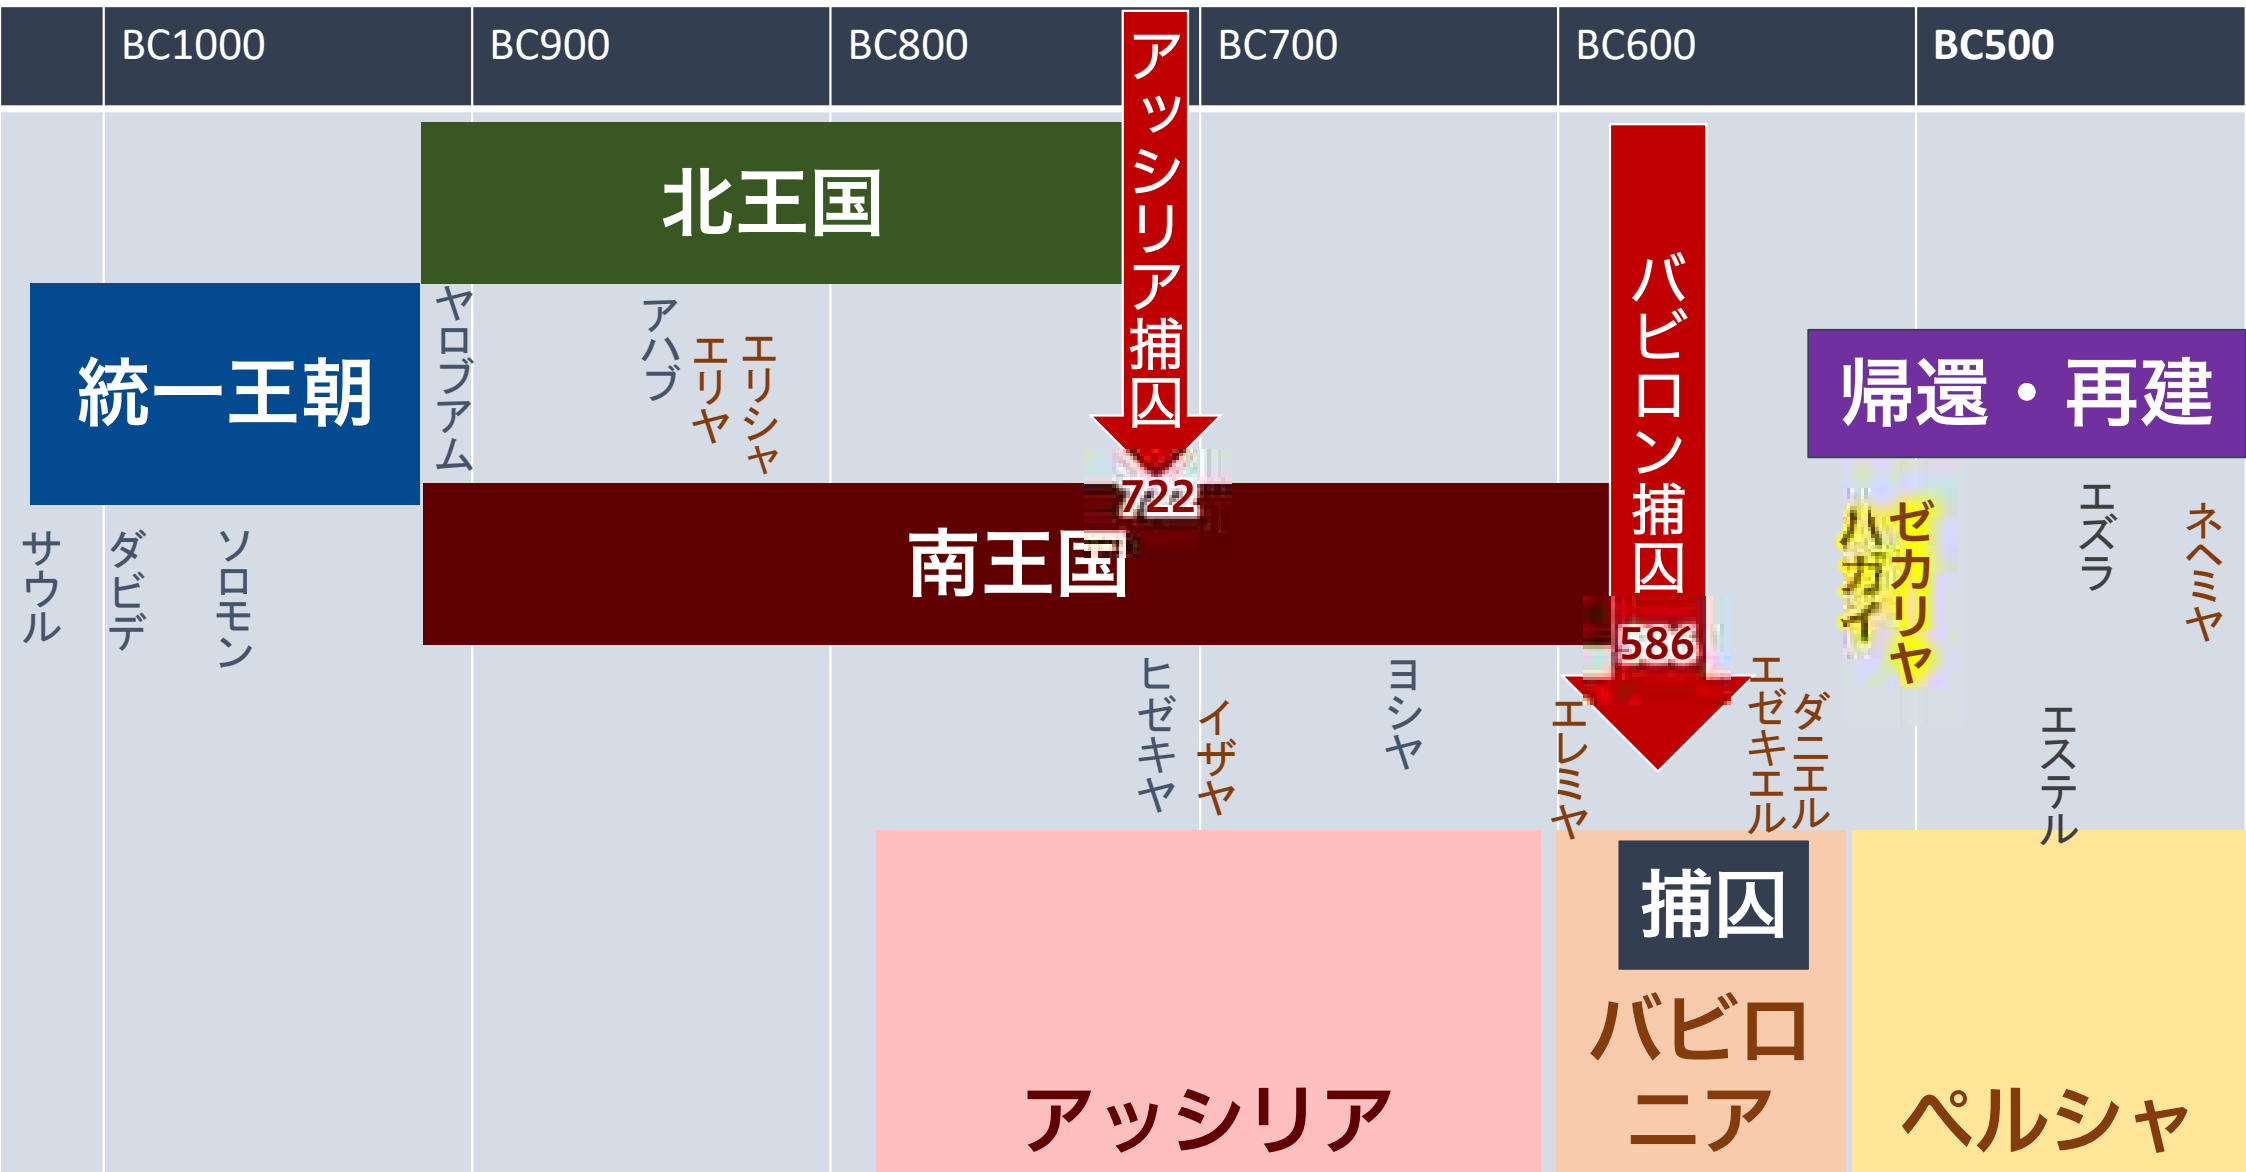 BC1000
BC900
BC800
BC700
BC600
BC500
アッシリア捕囚
北王国
バビロン捕囚
統一王朝
ヤロブアム
アハブ
エリヤ
エリシャ
帰還・再建
722
南王国
586
サウル
ダビデ
ソロモン
ハガイ
ゼカリヤ
エズラ
ネヘミヤ
ヒゼキヤ
イザヤ
ヨシヤ
エレミヤ
エゼキエル
ダニエル
エステル
捕囚
アッシリア
バビロ
ニア
ペルシャ